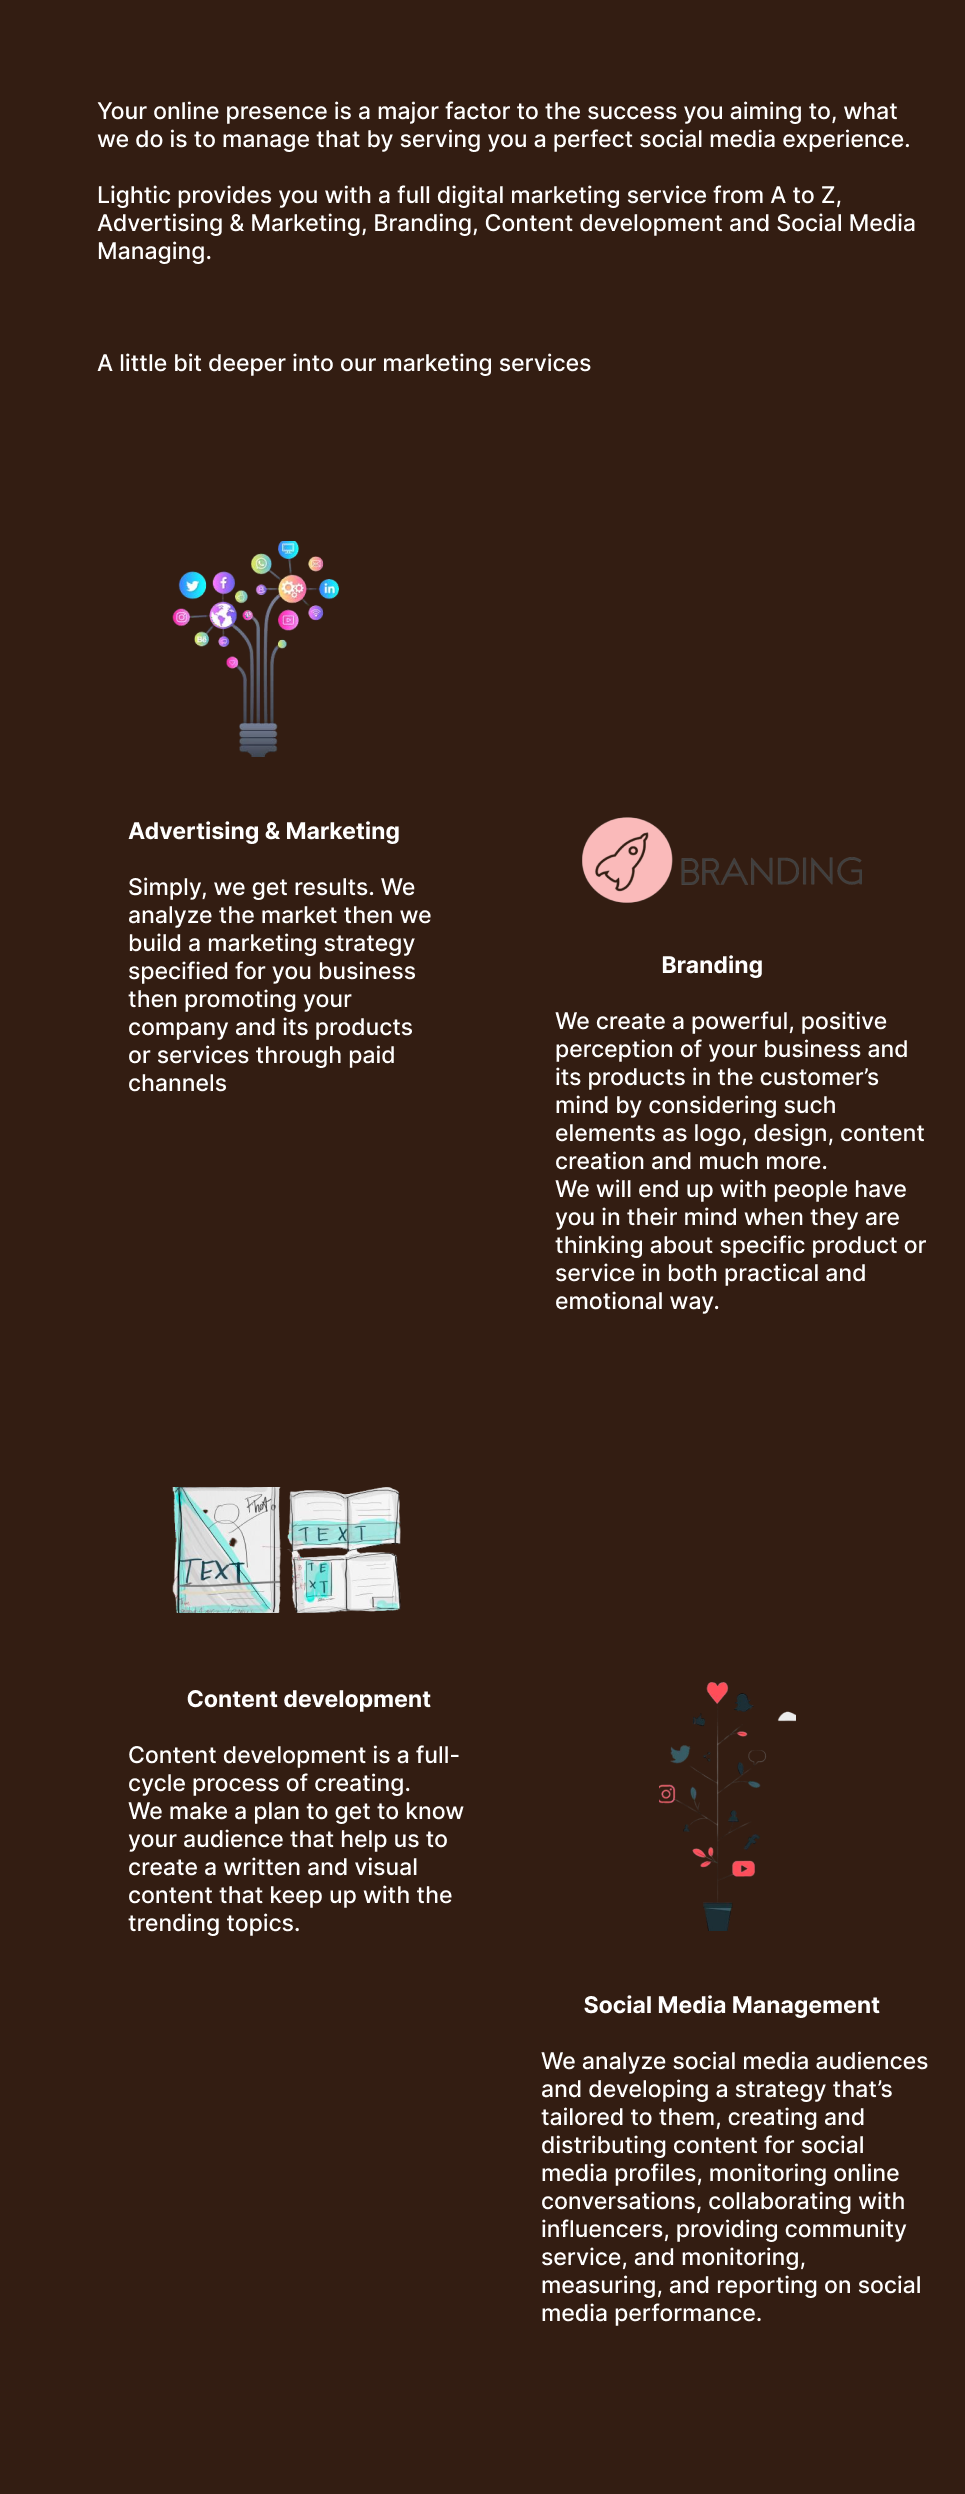 Your online presence is a major factor to the success you aiming to, what
we do is to manage that by serving you a perfect social media experience.
Lightic provides you with a full digital marketing service from A to Z,
Advertising & Marketing, Branding, Content development and Social Media
Managing.
A little bit deeper into our marketing services
Advertising & Marketing
Simply, we get results. We
analyze the market then we
build a marketing strategy
specified for you business
then promoting your
company and its products
or services through paid
channels
BRANDING
Branding
We create a powerful, positive
perception of your business and
its products in the customer’s
mind by considering such
elements as logo, design, content
creation and much more.
We will end up with people have
you in their mind when they are
thinking about specific product or
service in both practical and
emotional way.
TEXT
TEXT
TE
XT
Content development
Content development is a full-
cycle process of creating.
We make a plan to get to know
your audience that help us to
create a written and visual
content that keep up with the
trending topics.
Social Media Management
We analyze social media audiences
and developing a strategy that’s
tailored to them, creating and
distributing content for social
media profiles, monitoring online
conversations, collaborating with
influencers, providing community
service, and monitoring,
measuring, and reporting on social
media performance.